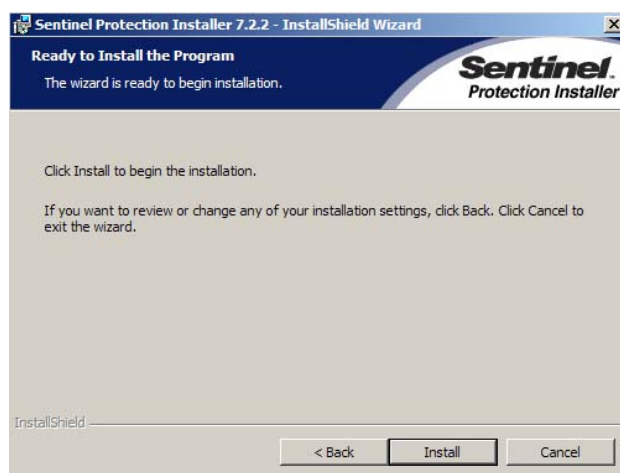 Sentinel Protection Installer 7.2.2 - InstallShield Wizard
Ready to Install the Program
The wizard is ready to begin installation.
Sentinel.
Protection Installer
Click Install to begin the installation.
If you want to review or change any of your installation settings, click Back. Click Cancel to
exit the wizard.
InstallShield
< Back
Install
Cancel